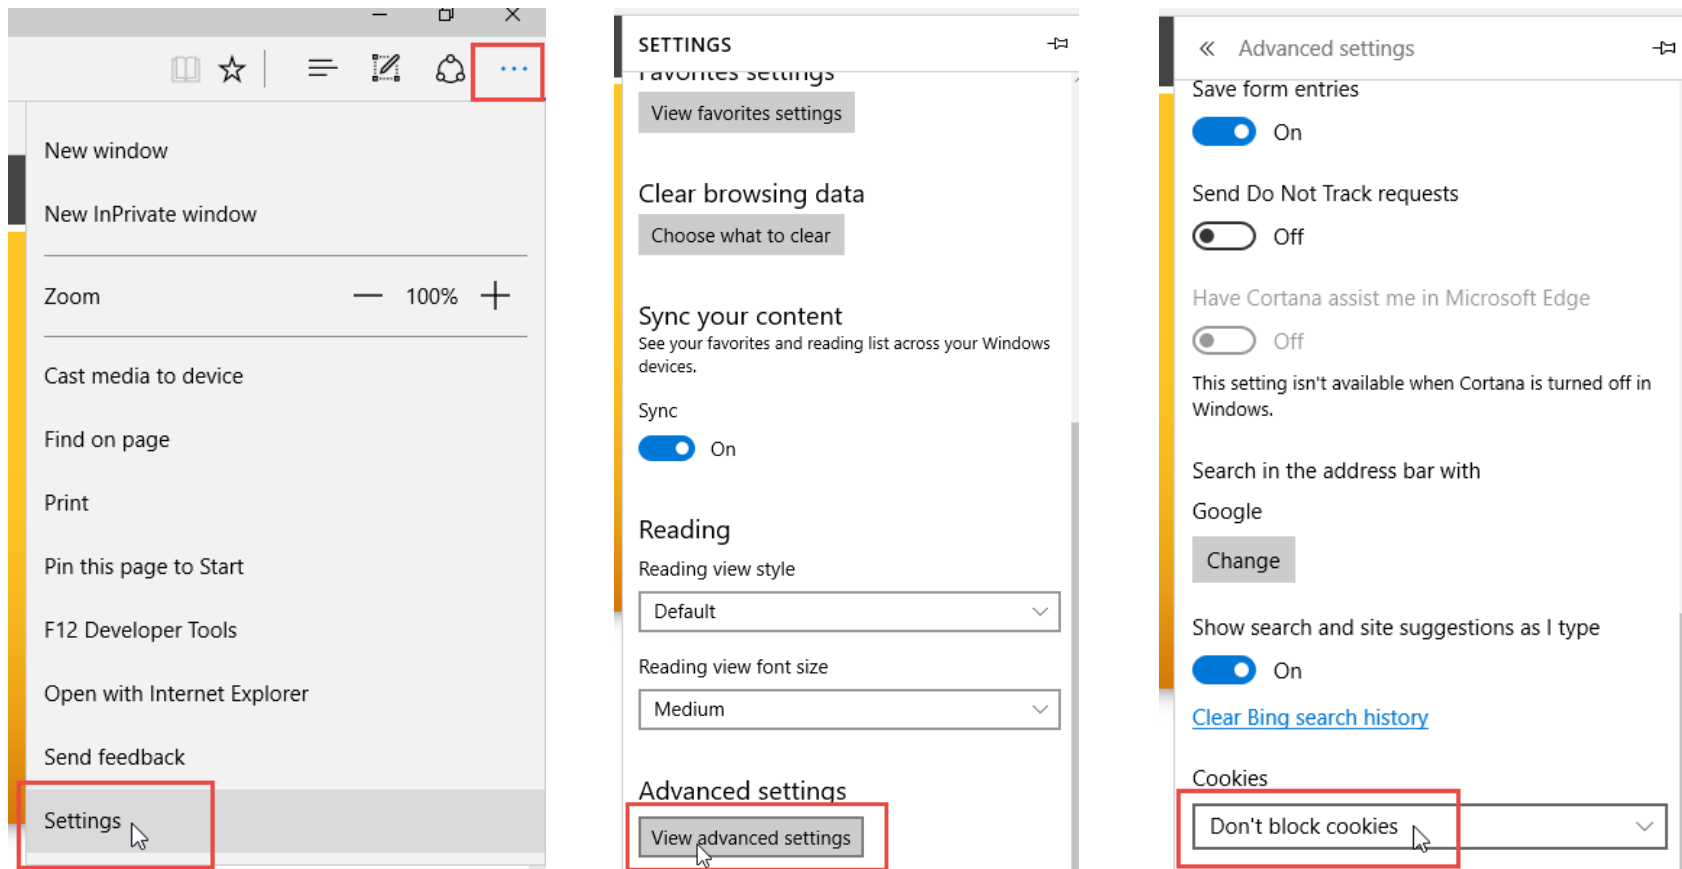 New window
New InPrivate window
Zoom 100%
Cast media to device
Find on page
Print
Pin this page to Start
F12 Developer Tools
Open with Internet Explorer
Send feedback
Settings
SETTINGS
Favorites settings
View favorites settings
Clear browsing data
Choose what to clear
Sync your content
See your favorites and reading list across your Windows
devices.
Sync
On
Reading
Reading view style
Default
Reading view font size
Medium
Advanced settings
View advanced settings
Advanced settings
Save form entries
On
Send Do Not Track requests
Off
Have Cortana assist me in Microsoft Edge
Off
This setting isn't available when Cortana is turned off in
Windows.
Search in the address bar with
Google
Change
Show search and site suggestions as I type
On
Clear Bing search history
Cookies
Don't block cookies